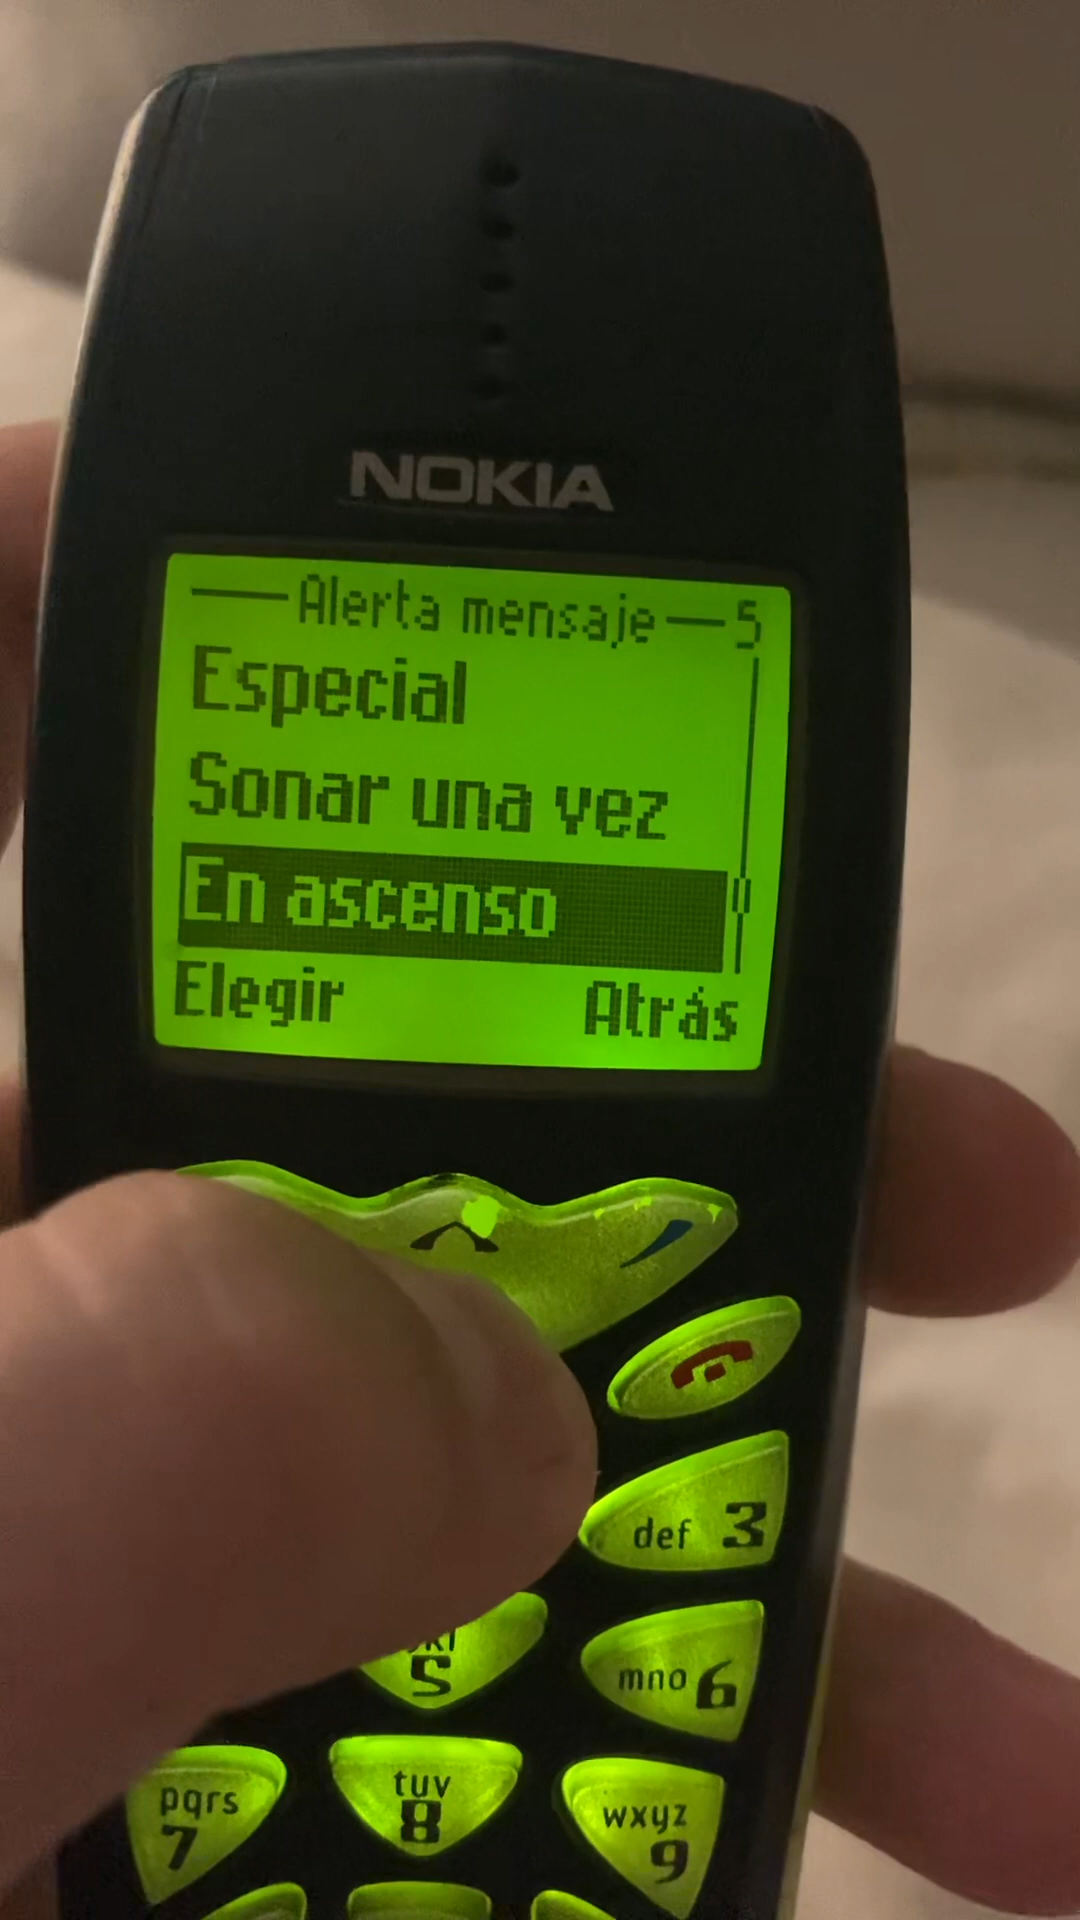 NOKIA
Alerta mensaje 5
Especial
Sonar una vez
En ascenso
Elegir Atrás
def 3
5
mno 6
pqrs 7
tuv 8
wxyz 9